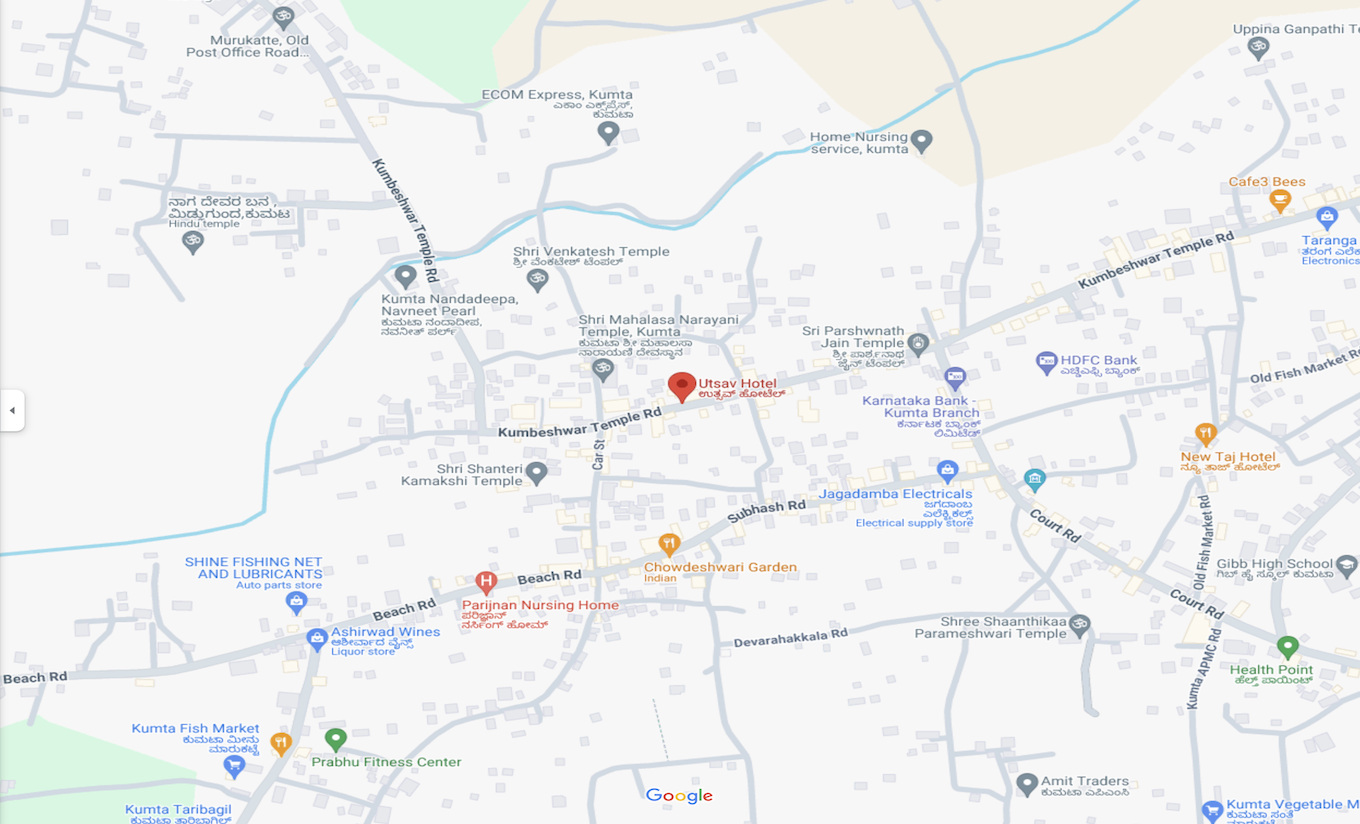 Murukatte, Old
Post Office Road...
Uppina Ganpathi Te
ECOM Express, Kumta
ಏಕಾಂ ಎಕ್ಸ್‌ಪ್ರೆಸ್,
ಕುಮಟಾ
Home Nursing
service, kumta
Kumbeshwar Temple Rd
Cafe3 Bees
ನಾಗ ದೇವರ ಬನ ,
ಮಿಡ್ಲುಗುಂದ,ಕುಮಟ
Hindu temple
Taranga
ತರಂಗ ಎಲೆಕ
Electronics
Kumbeshwar Temple Rd
Shri Venkatesh Temple
ಶ್ರೀ ವೆಂಕಟೇಶ್ ಟೆಂಪಲ್
Kumta Nandadeepa,
Navneet Pearl
ಕುಮಟಾ ನಂದಾದೀಪ,
ನವನೀತ್ ಪರ್ಲ್
Shri Mahalasa Narayani
Temple, Kumta
ಕುಮಟಾ ಶ್ರೀ ಮಹಾಲಸಾ
ನಾರಾಯಣಿ ದೇವಸ್ಥಾನ
Sri Parshwnath
Jain Temple
ಶ್ರೀ ಪಾರ್ಶ್ವನಾಥ
ಜೈನ್ ಟೆಂಪಲ್
HDFC Bank
ಎಚ್ಡಿಎಫ್ಸಿ ಬ್ಯಾಂಕ್
Old Fish Market Ro
Utsav Hotel
ಉತ್ಸವ್ ಹೋಟೆಲ್
Karnataka Bank -
Kumta Branch
ಕರ್ನಾಟಕ ಬ್ಯಾಂಕ್
ಲಿಮಿಟೆಡ್
Kumbeshwar Temple Rd
Car St
New Taj Hotel
ನ್ಯೂ ತಾಜ್ ಹೋಟೆಲ್
Shri Shanteri
Kamakshi Temple
Jagadamba Electricals
ಜಗದಾಂಬ
ಎಲೆಕ್ಟ್ರಿಕಲ್ಸ್
Electrical supply store
Subhash Rd
Court Rd
Old Fish Market Rd
SHINE FISHING NET
AND LUBRICANTS
Auto parts store
Chowdeshwari Garden
Indian
Gibb High School
ಗಿಬ್ ಹೈ ಸ್ಕೂಲ್ ಕುಮಟಾ
Beach Rd
Parijnan Nursing Home
ಪರಿಜ್ಞಾನ್
ನರ್ಸಿಂಗ್ ಹೋಮ್
Beach Rd
Court Rd
Ashirwad Wines
ಆಶೀರ್ವಾದ ವೈನ್ಸ್
Liquor store
Devarahakkala Rd
Shree Shaanthikaa
Parameshwari Temple
Kumta APMC Rd
Health Point
ಹೆಲ್ತ್ ಪಾಯಿಂಟ್
Beach Rd
Kumta Fish Market
ಕುಮಟಾ ಮೀನು
ಮಾರುಕಟ್ಟೆ
Prabhu Fitness Center
Amit Traders
ಕುಮಟಾ ಎಪಿಎಂಸಿ
Google
Kumta Taribagil
ಕುಮಟಾ ತಾರಿಬಾಗಿಲ್
Kumta Vegetable M
ಕುಮಟಾ ಸಂತೆ
ಮಾರುಕಟ್ಟೆ